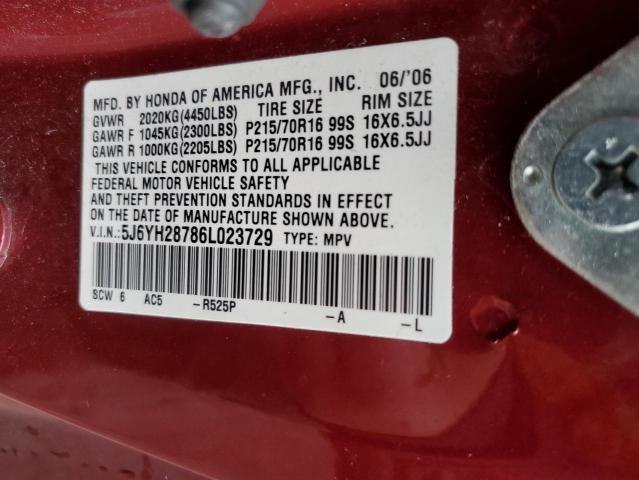 MFD. BY HONDA OF AMERICA MFG., INC. 06/'06
GVWR 2020KG(4450LBS) TIRE SIZE RIM SIZE
GAWR F 1045KG(2300LBS) P215/70R16 99S 16X6.5JJ
GAWR R 1000KG(2205LBS) P215/70R16 99S 16X6.5JJ
THIS VEHICLE CONFORMS TO ALL APPLICABLE
FEDERAL MOTOR VEHICLE SAFETY
AND THEFT PREVENTION STANDARDS IN EFFECT
ON THE DATE OF MANUFACTURE SHOWN ABOVE.
V.I.N.:5J6YH28786L023729 TYPE: MPV
SCW 6 AC5 -R525P -A -L